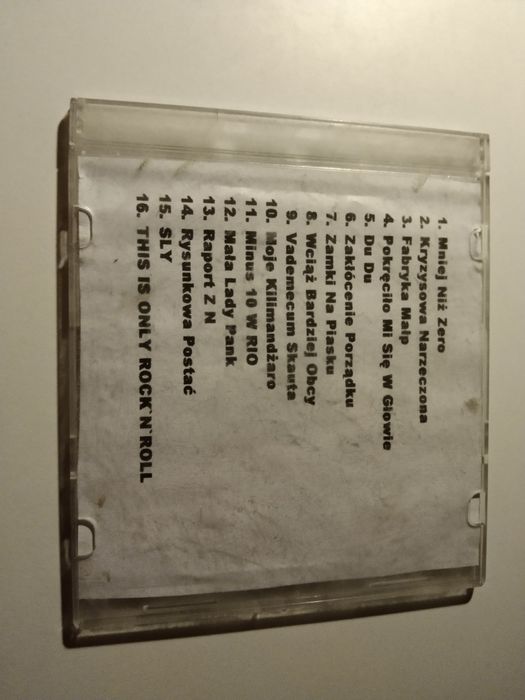 1. Mniej Niż Zero
2. Kryzysowa Narzeczona
3. Fabryka Małp
4. Pokręciło Mi Się W Głowie
5. Du Du
6. Zakłócenie Porządku
7. Zamki Na Piasku
8. Wciąż Bardziej Obcy
9. Vademecum Skauta
10. Moje Kilimandżaro
11. Minus 10 W RIO
12. Mała Lady Pank
13. Raport Z N
14. Rysunkowa Postać
15. SLY
16. THIS IS ONLY ROCK`N`ROLL